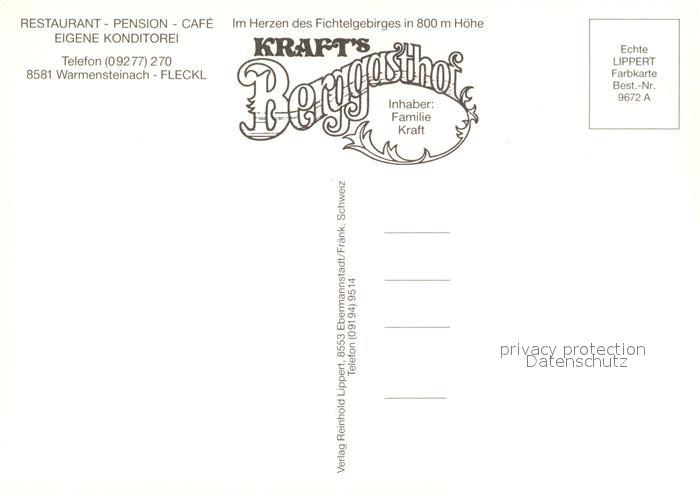 RESTAURANT - PENSION - CAFÉ
EIGENE KONDITOREI
Telefon (09277) 270
8581 Warmensteinach - FLECKL
Im Herzen des Fichtelgebirges in 800 m Höhe
KRAFT'S
Berggasthof
Inhaber:
Familie
Kraft
Echte
LIPPERT
Farbkarte
Best.-Nr.
9672 A
Verlag Reinhold Lippert, 8553 Ebermannstadt/Fränk. Schweiz
Telefon (09194) 9514
privacy protection
Datenschutz